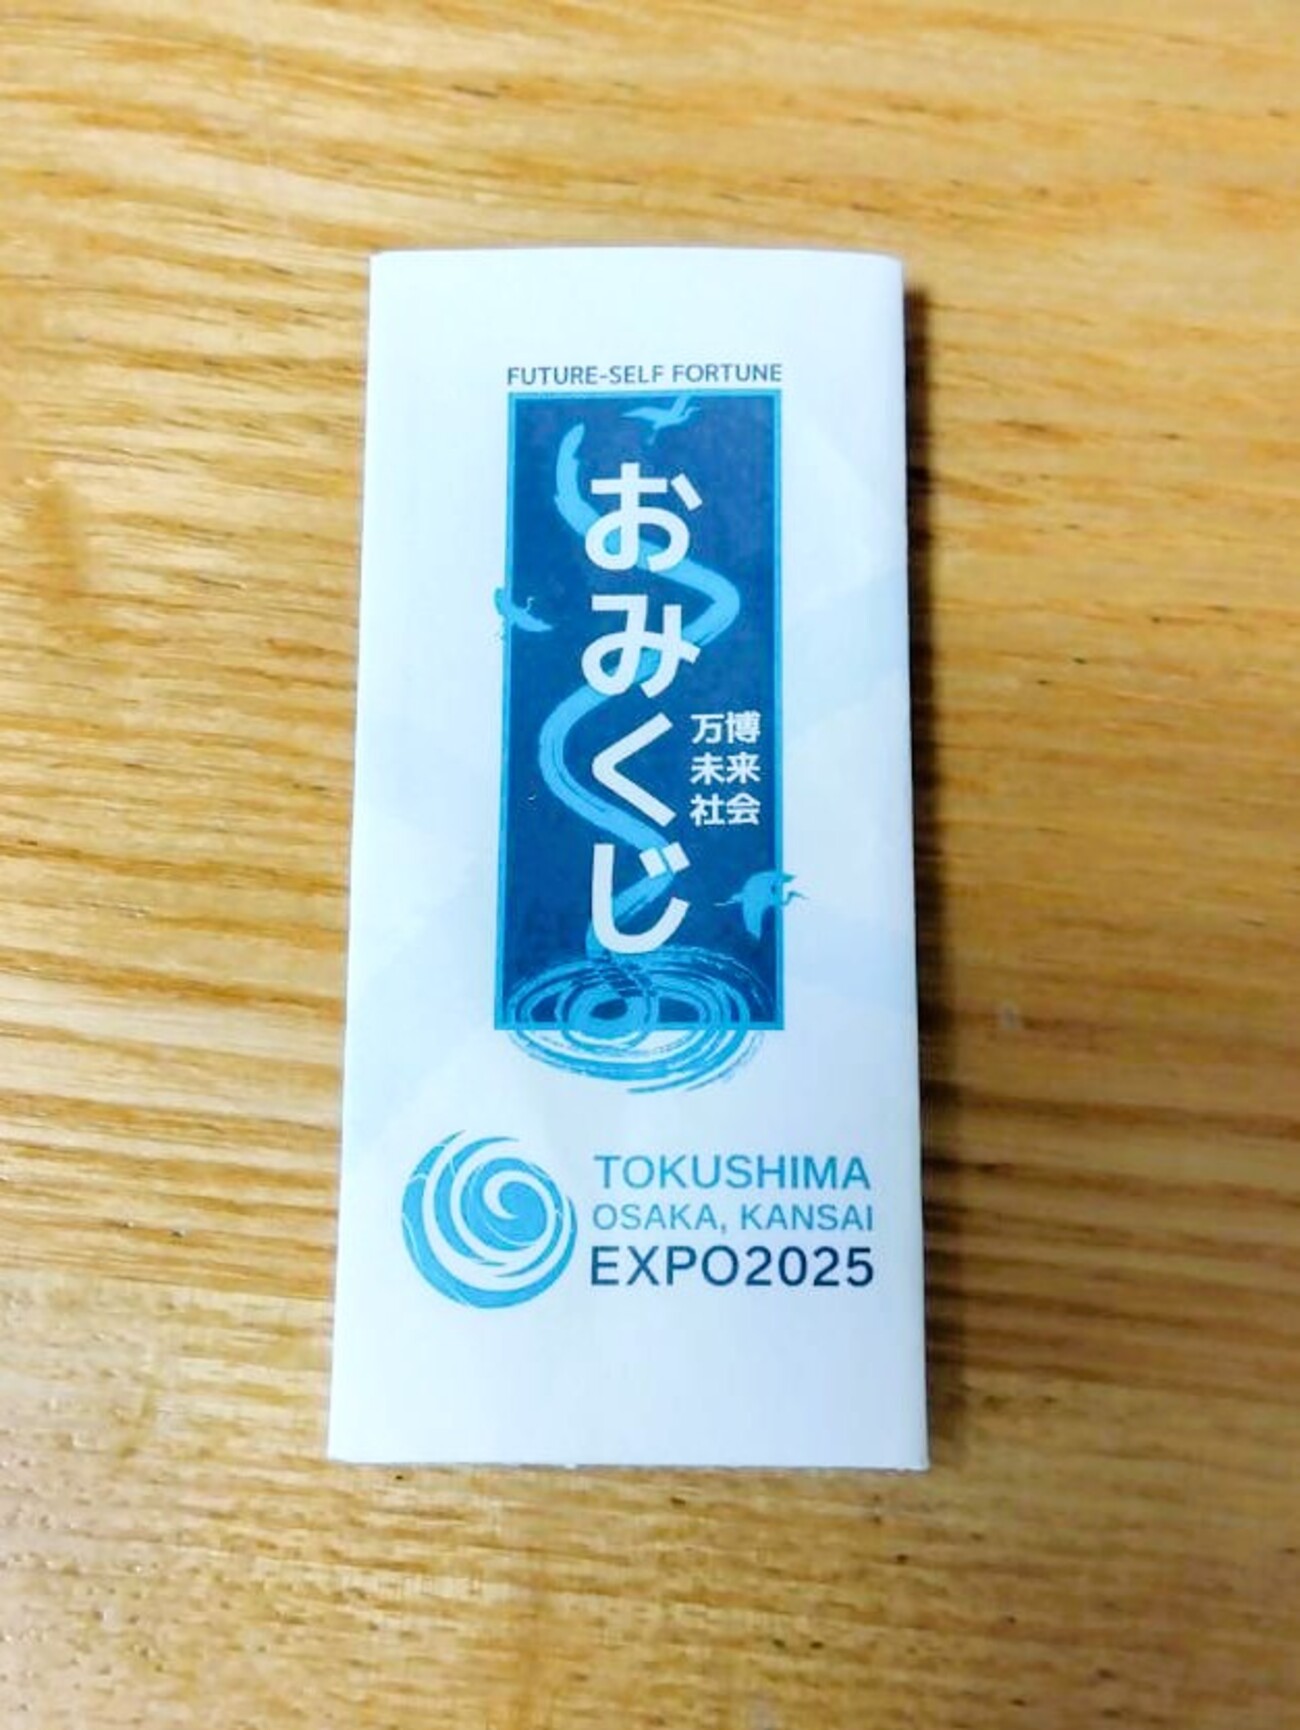 FUTURE-SELF FORTUNE
おみくじ
万博
未来
社会
TOKUSHIMA
OSAKA, KANSAI
EXPO2025